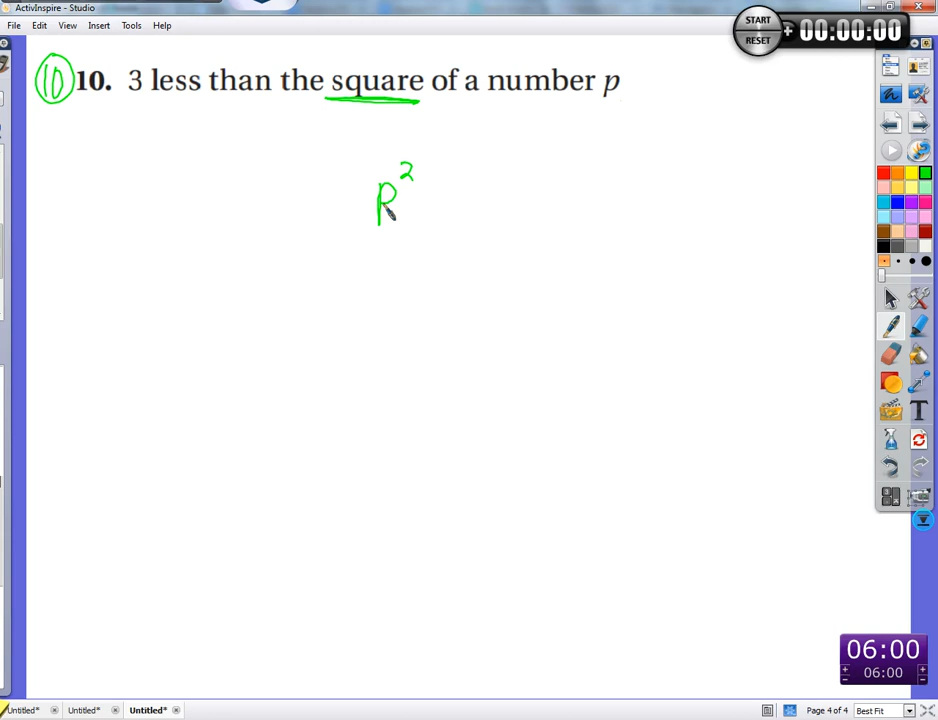 ActivInspire - Studio
START
RESET
00:00:00
File Edit View Insert Tools Help
10 10. 3 less than the square of a number p
p²
06:00
06:00
Untitled* Untitled* Untitled* Page 4 of 4 Best Fit